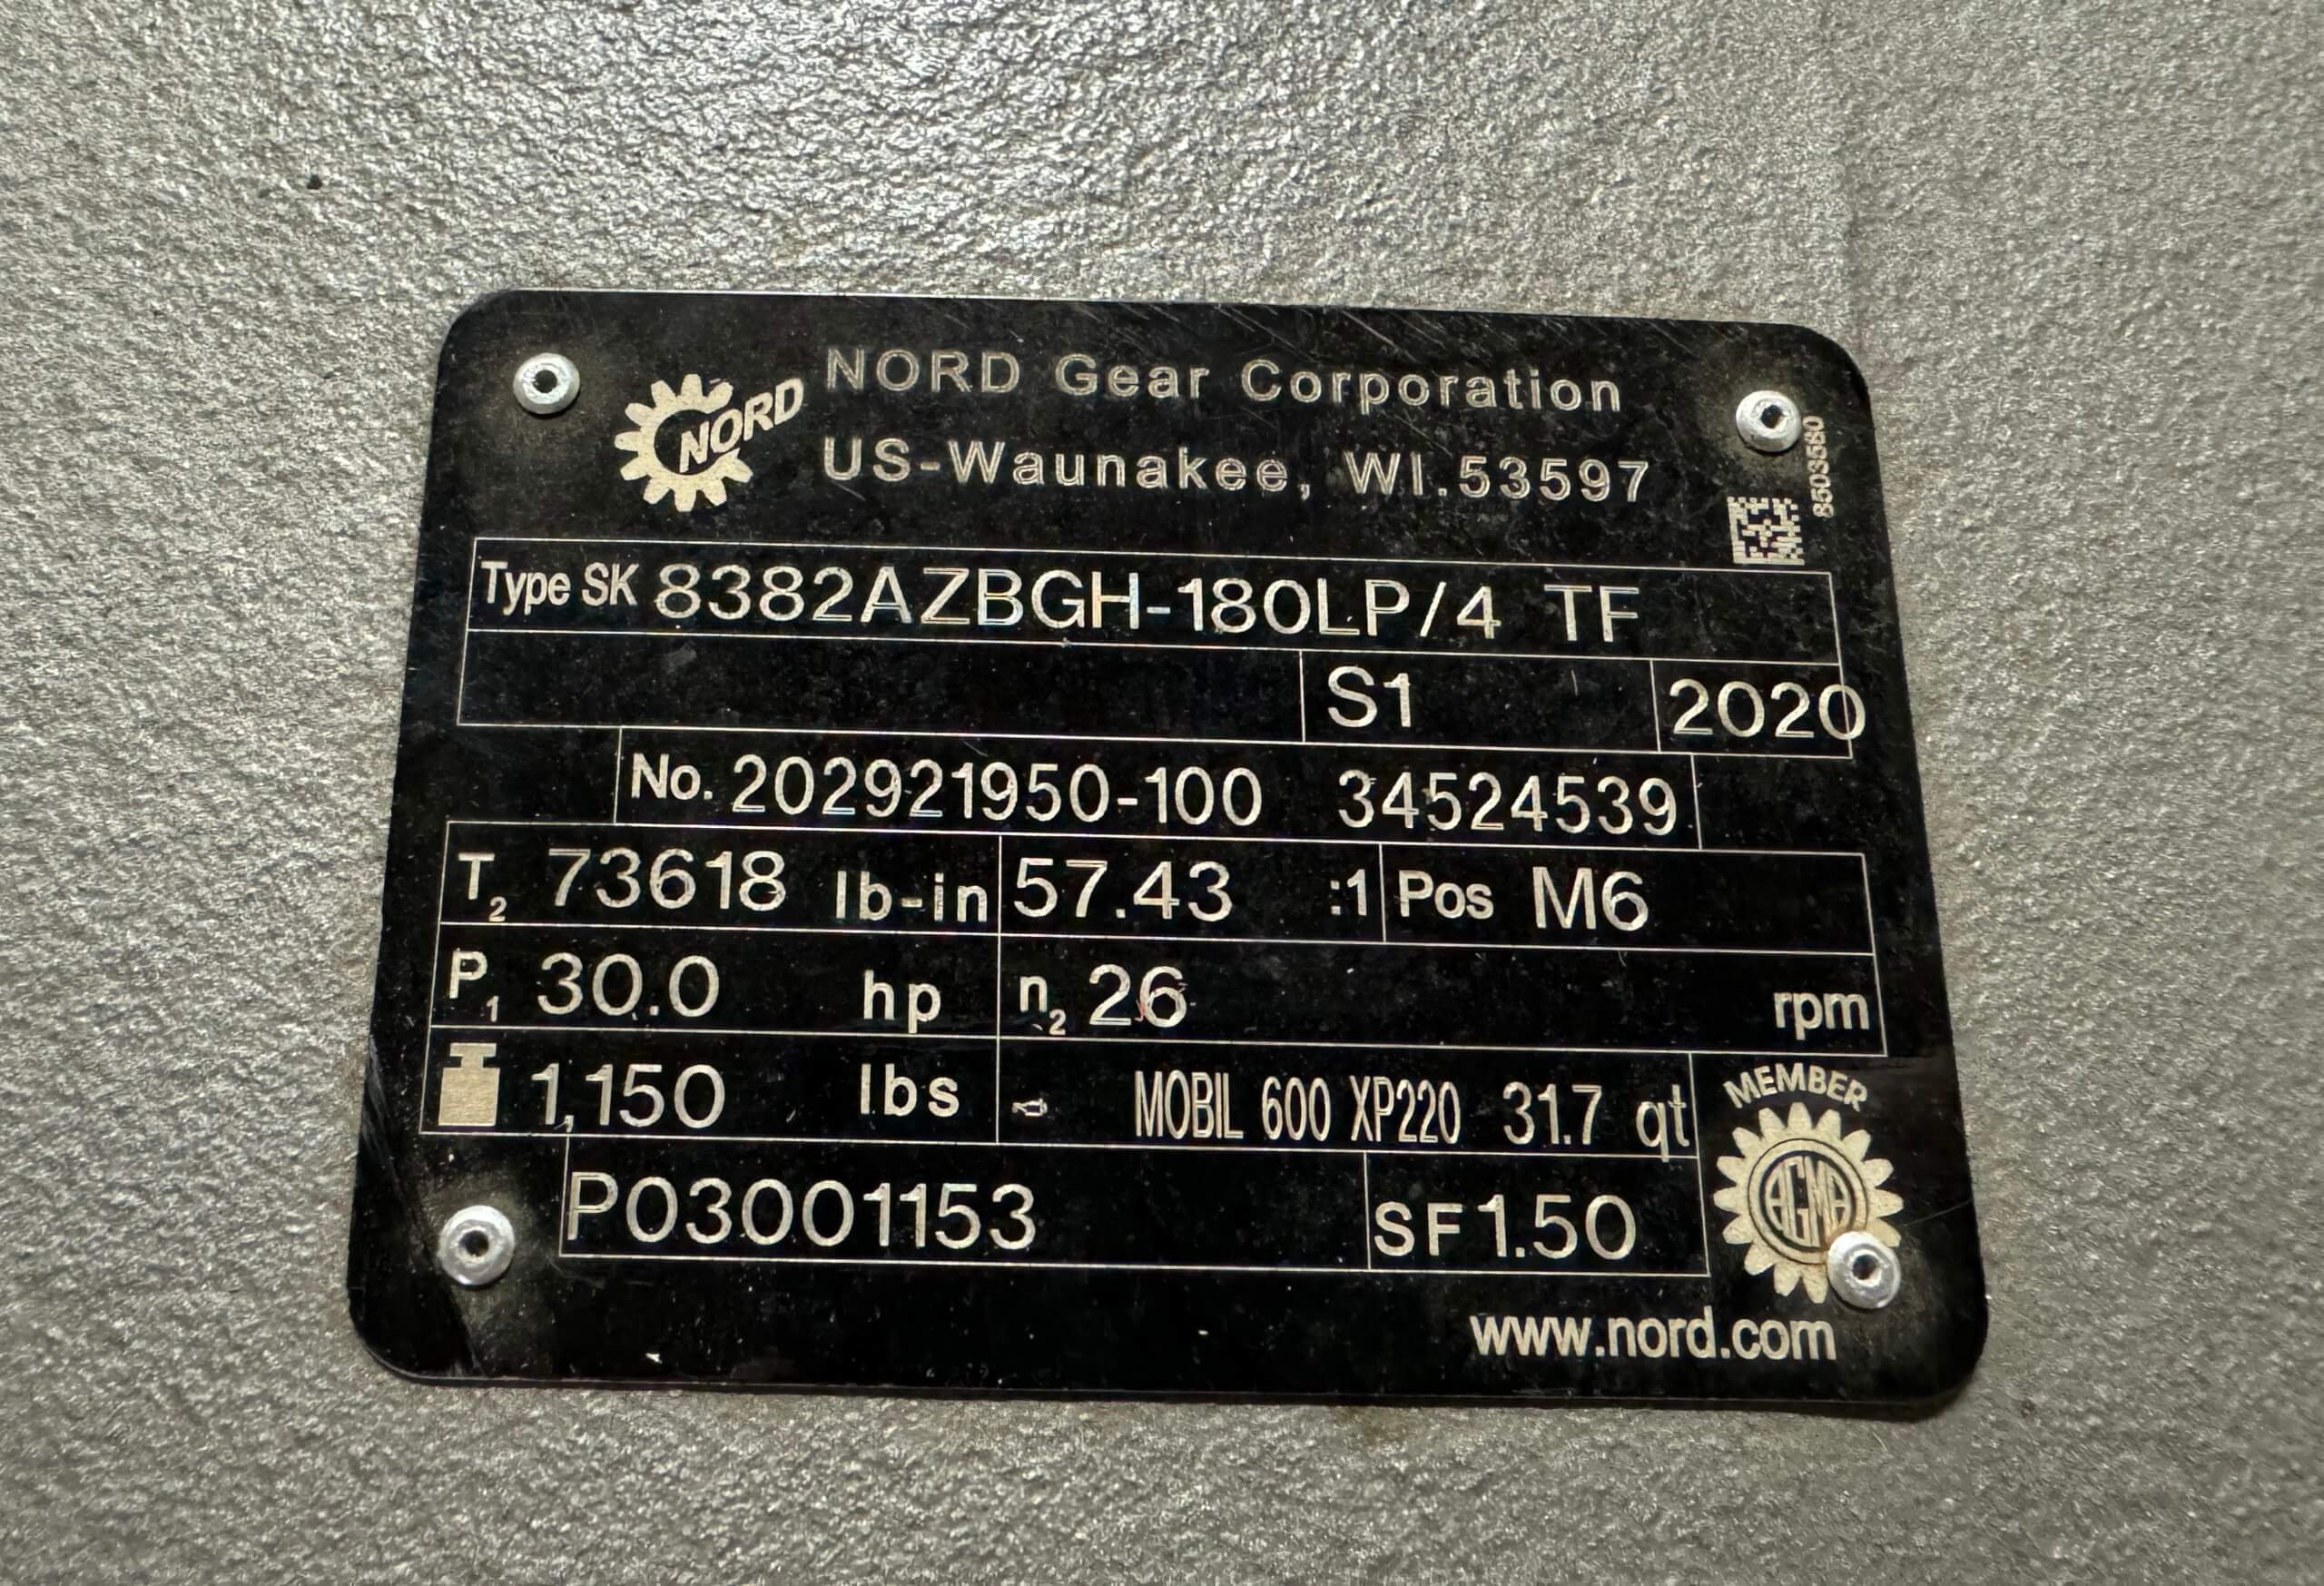 NORD
NORD Gear Corporation
US-Waunakee, WI.53597
8503580
Type SK 8382AZBGH-180LP/4 TF
S1 2020
No. 202921950-100 34524539
T2 73618 lb-in 57.43 :1 Pos M6
P1 30.0 hp n2 26 rpm
1,150 lbs MOBIL 600 XP220 31.7 qt
MEMBER
AGMA
P03001153 SF 1.50
www.nord.com